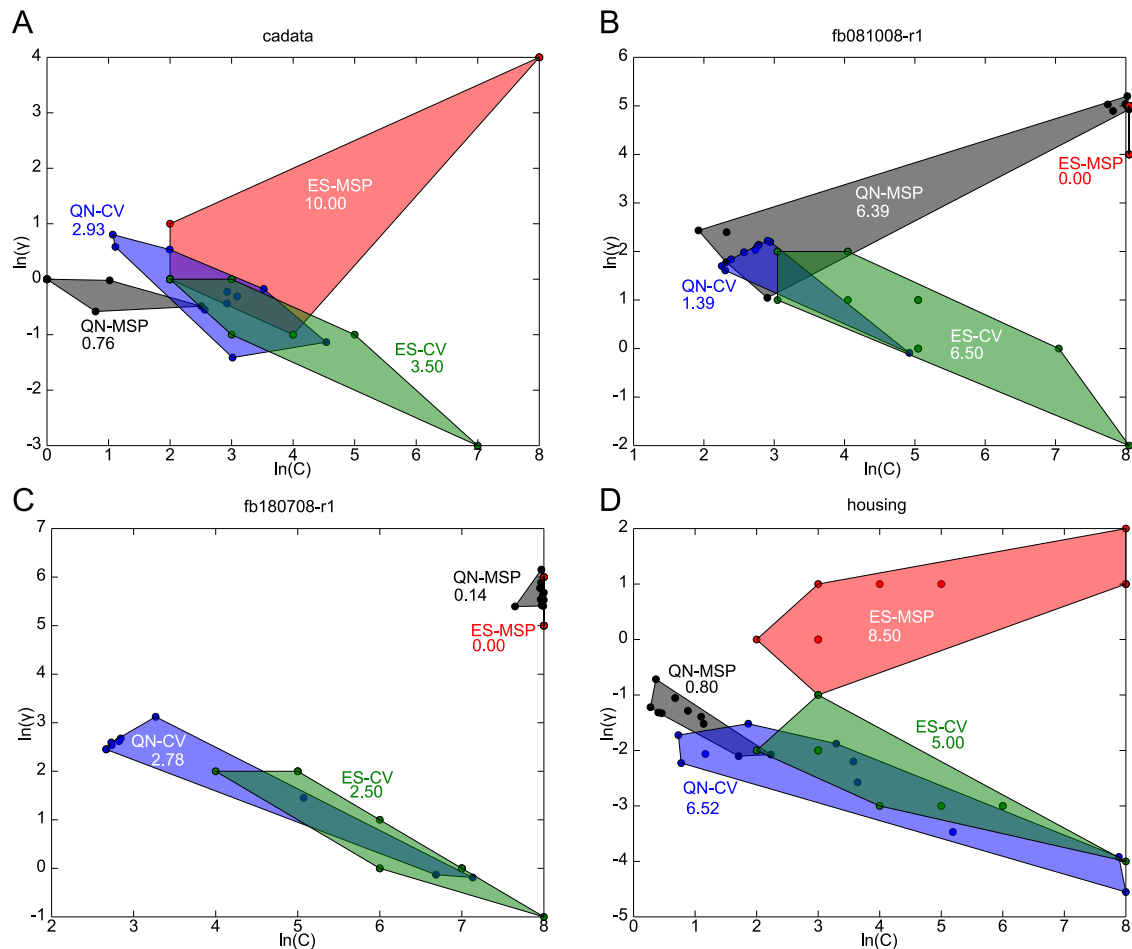 A
cadata
4
3
2
1
0
-1
-2
-3
ln(γ)
QN-CV
2.93
ES-MSP
10.00
QN-MSP
0.76
ES-CV
3.50
0 1 2 3 4 5 6 7 8
ln(C)
B
fb081008-r1
6
5
4
3
2
1
0
-1
-2
ln(γ)
ES-MSP
0.00
QN-MSP
6.39
QN-CV
1.39
ES-CV
6.50
1 2 3 4 5 6 7 8
ln(C)
C
fb180708-r1
7
6
5
4
3
2
1
0
-1
ln(γ)
QN-MSP
0.14
ES-MSP
0.00
QN-CV
2.78
ES-CV
2.50
2 3 4 5 6 7 8
ln(C)
D
housing
2
1
0
-1
-2
-3
-4
-5
ln(γ)
ES-MSP
8.50
QN-MSP
0.80
ES-CV
5.00
QN-CV
6.52
0 1 2 3 4 5 6 7 8
ln(C)